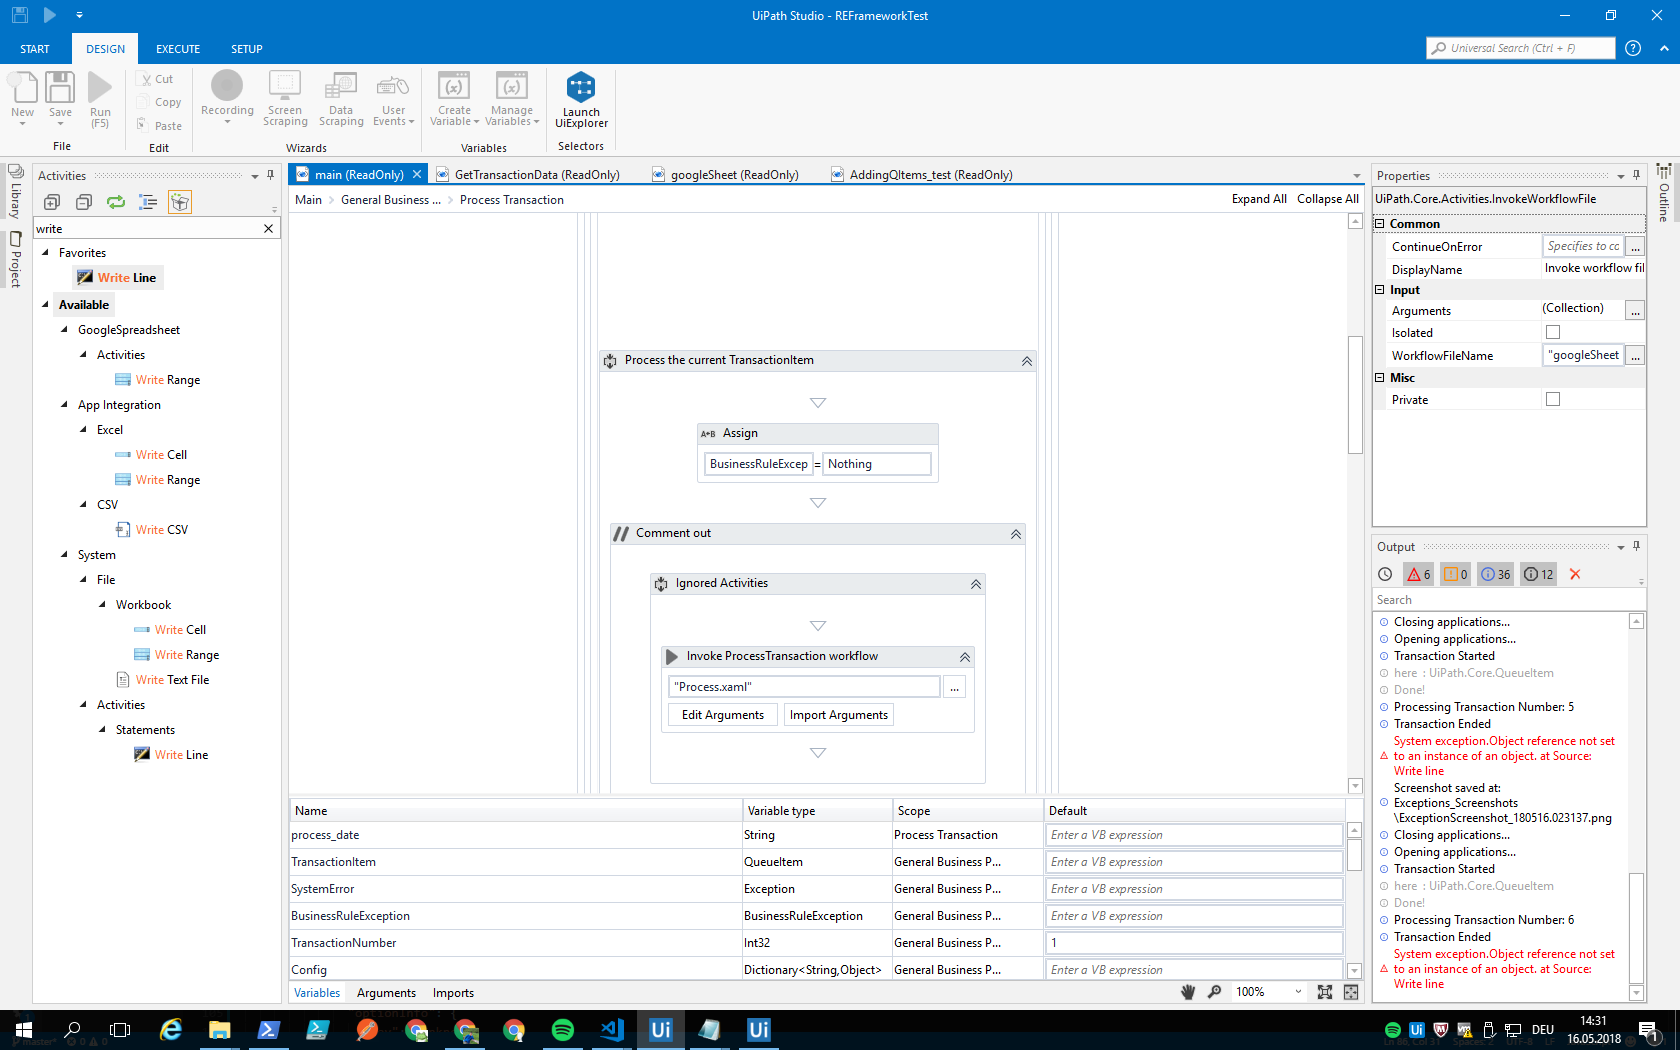 UiPath Studio - REFrameworkTest
START
DESIGN
EXECUTE
SETUP
Universal Search (Ctrl + F)
New
Save
Run
(F5)
File
Cut
Copy
Paste
Edit
Recording
Screen
Scraping
Data
Scraping
User
Events
Wizards
Create
Variable
Manage
Variables
Variables
Launch
UiExplorer
Selectors
Library
Project
Activities
write
Favorites
Write Line
Available
GoogleSpreadsheet
Activities
Write Range
App Integration
Excel
Write Cell
Write Range
CSV
Write CSV
System
File
Workbook
Write Cell
Write Range
Write Text File
Activities
Statements
Write Line
main (ReadOnly)
GetTransactionData (ReadOnly)
googleSheet (ReadOnly)
AddingQItems_test (ReadOnly)
Main > General Business ... > Process Transaction
Expand All
Collapse All
Process the current TransactionItem
A+B Assign
BusinessRuleExcep = Nothing
// Comment out
Ignored Activities
Invoke ProcessTransaction workflow
"Process.xaml"
...
Edit Arguments
Import Arguments
Name
Variable type
Scope
Default
process_date
String
Process Transaction
Enter a VB expression
TransactionItem
QueueItem
General Business P...
Enter a VB expression
SystemError
Exception
General Business P...
Enter a VB expression
BusinessRuleException
BusinessRuleException
General Business P...
Enter a VB expression
TransactionNumber
Int32
General Business P...
1
Config
Dictionary<String,Object>
General Business P...
Enter a VB expression
Variables
Arguments
Imports
100%
Properties
UiPath.Core.Activities.InvokeWorkflowFile
Common
ContinueOnError
Specifies to cc
...
DisplayName
Invoke workflow fil
Input
Arguments
(Collection)
...
Isolated
WorkflowFileName
"googleSheet
...
Misc
Private
Outline
Output
6
0
36
12
Search
Closing applications...
Opening applications...
Transaction Started
here : UiPath.Core.QueueItem
Done!
Processing Transaction Number: 5
Transaction Ended
System exception.Object reference not set
to an instance of an object. at Source:
Write line
Screenshot saved at:
Exceptions_Screenshots
\ExceptionScreenshot_180516.023137.png
Closing applications...
Opening applications...
Transaction Started
here : UiPath.Core.QueueItem
Done!
Processing Transaction Number: 6
Transaction Ended
System exception.Object reference not set
to an instance of an object. at Source:
Write line
Ui
Ui
Ui
DEU
14:31
16.05.2018
1